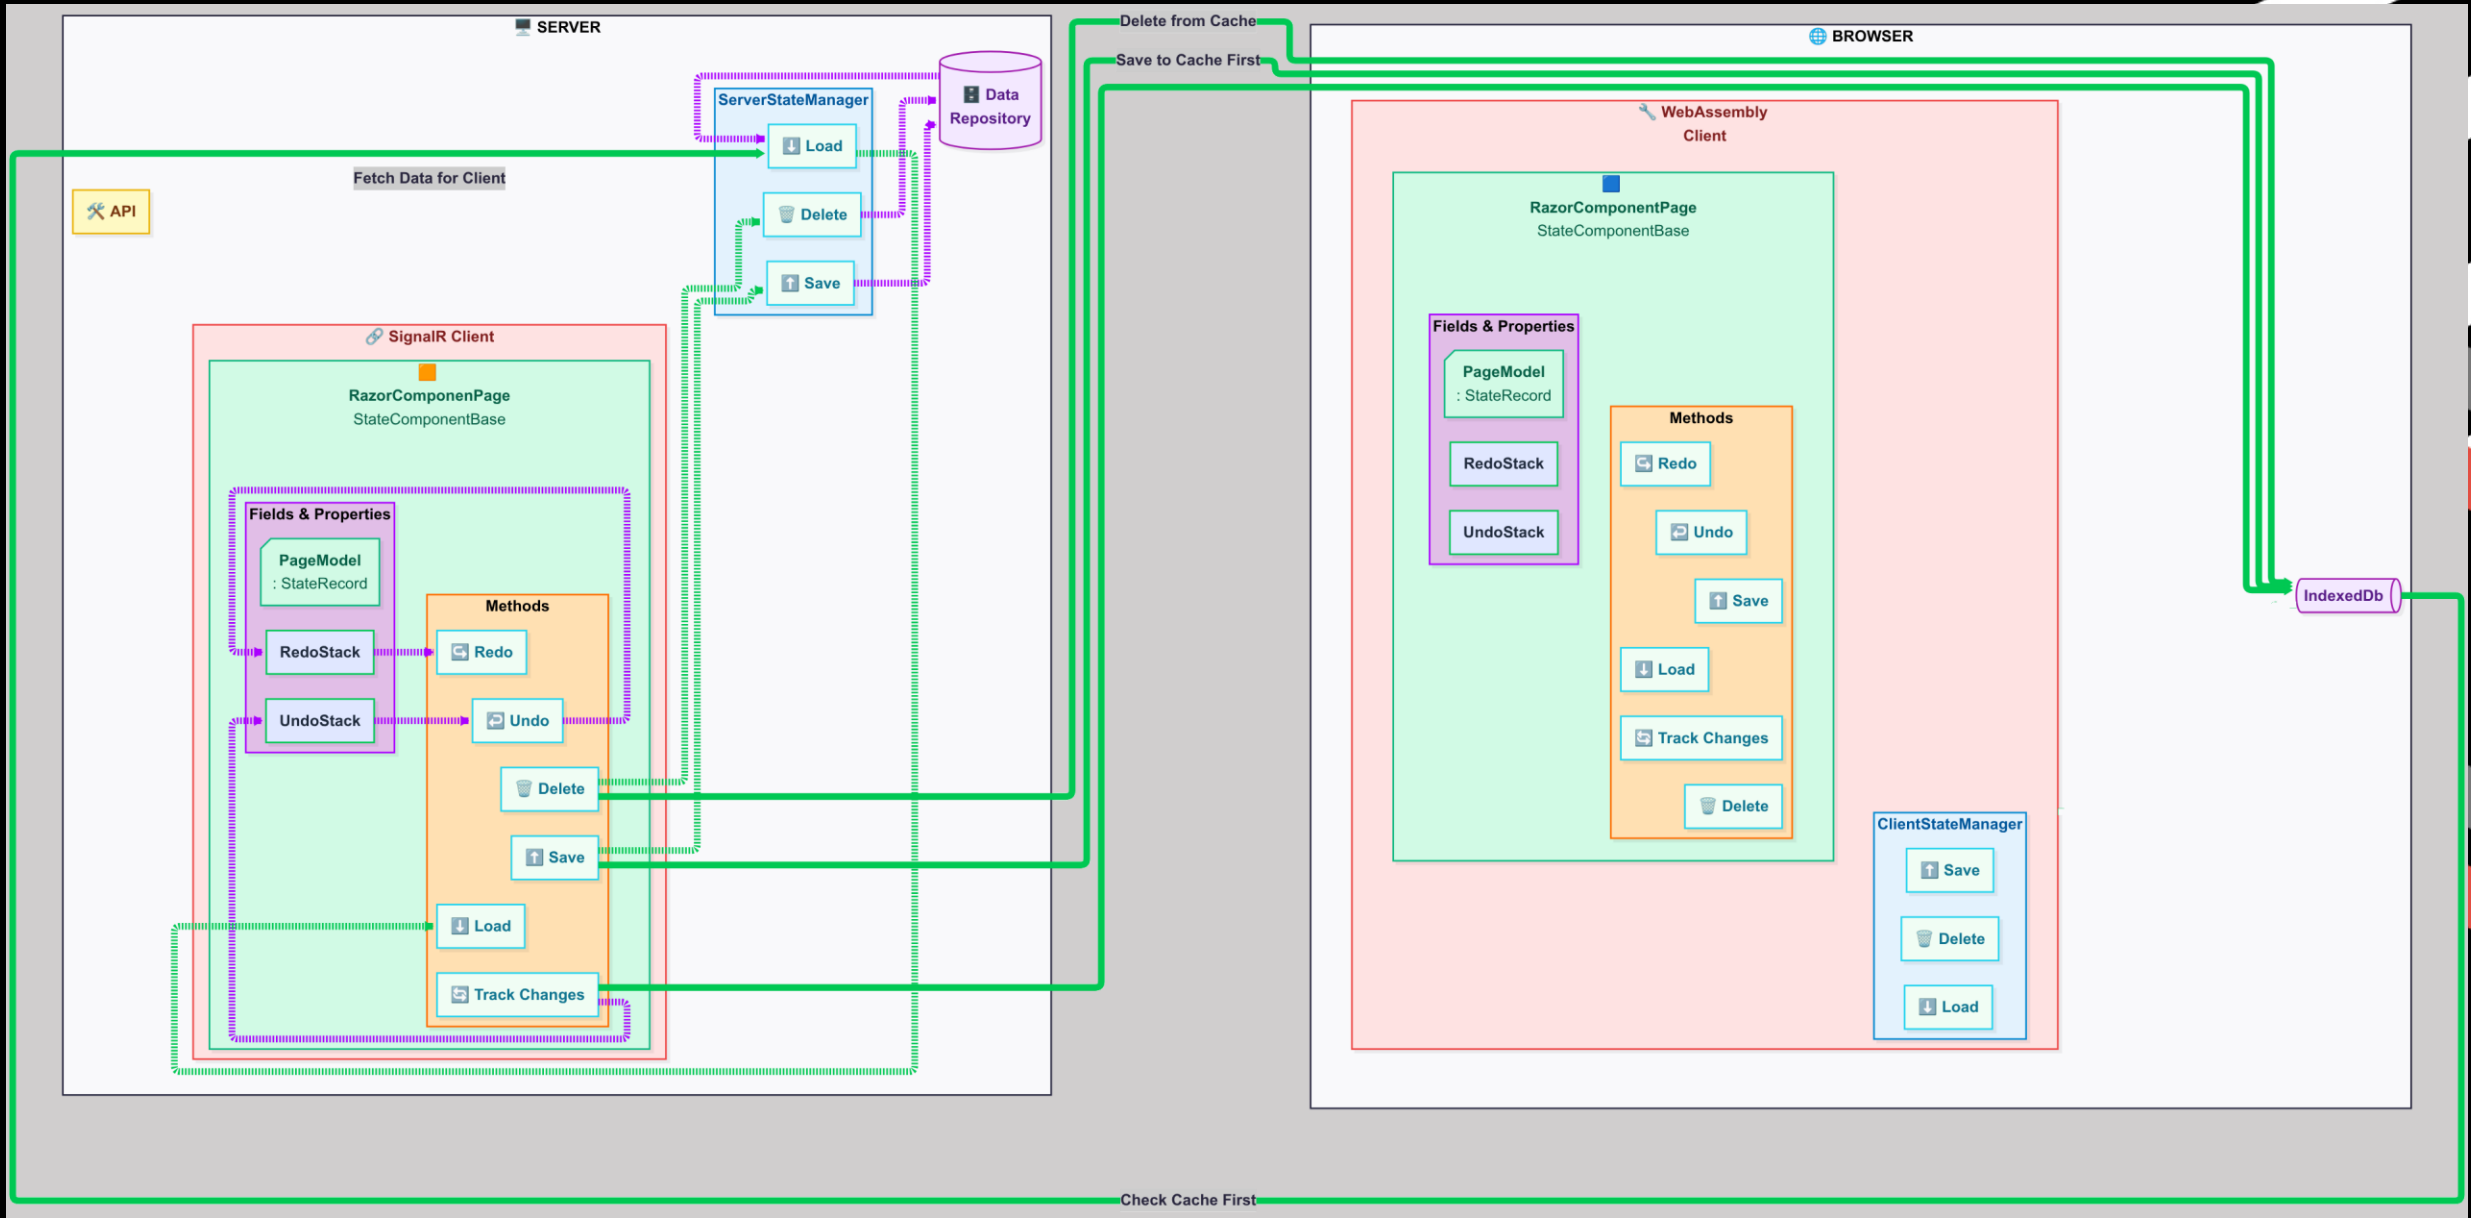 SERVER
Delete from Cache
Save to Cache First
BROWSER
ServerStateManager
Data
Repository
Load
Fetch Data for Client
API
Delete
Save
SignalR Client
RazorComponenPage
StateComponentBase
Fields & Properties
PageModel
: StateRecord
RedoStack
UndoStack
Methods
Redo
Undo
Delete
Save
Load
Track Changes
WebAssembly
Client
RazorComponentPage
StateComponentBase
Fields & Properties
PageModel
: StateRecord
RedoStack
UndoStack
Methods
Redo
Undo
Save
Load
Track Changes
Delete
ClientStateManager
Save
Delete
Load
IndexedDb
Check Cache First